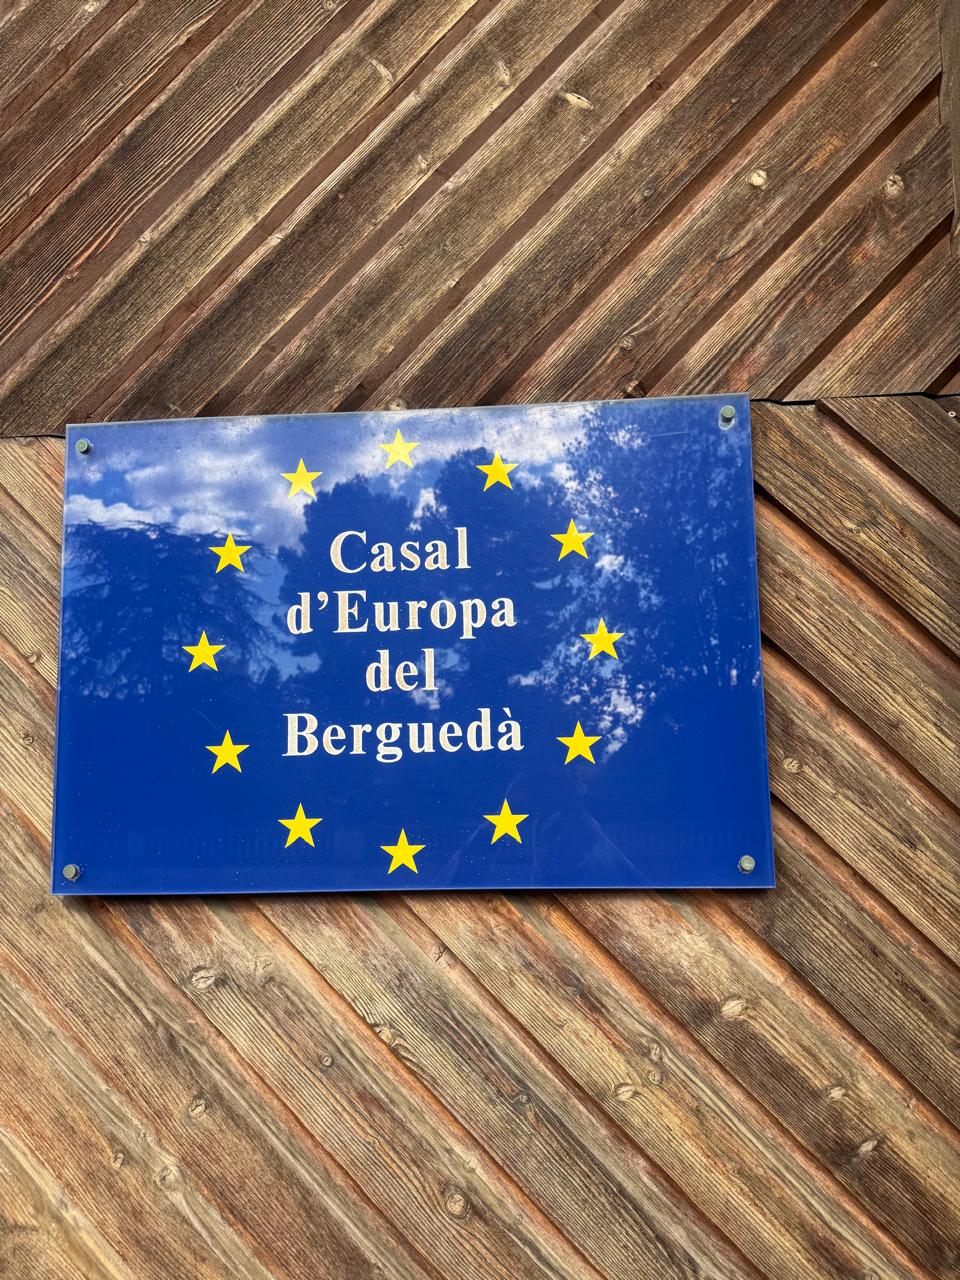 Casal
d’Europa
del
Berguedà